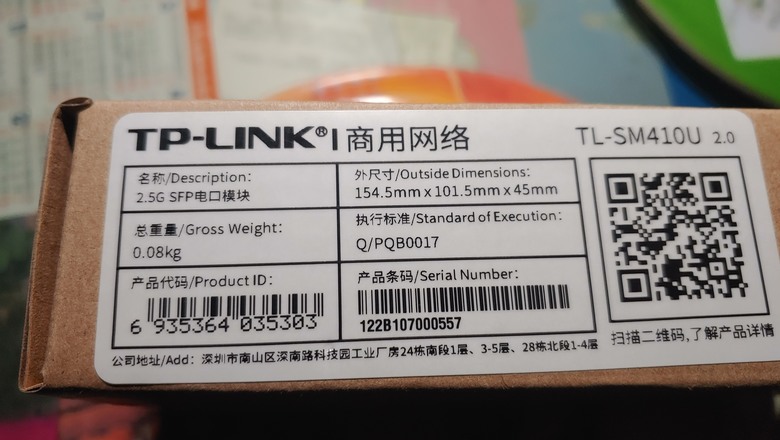 TP-LINK® | 商用网络
TL-SM410U 2.0
名称/Description:
2.5G SFP电口模块
外尺寸/Outside Dimensions:
154.5mm x 101.5mm x 45mm
总重量/Gross Weight:
0.08kg
执行标准/Standard of Execution:
Q/PQB0017
产品代码/Product ID:
6 935364 035303
产品条码/Serial Number:
122B107000557
扫描二维码,了解产品详情
公司地址/Add: 深圳市南山区深南路科技园工业厂房24栋南段1层、3-5层、28栋北段1-4层